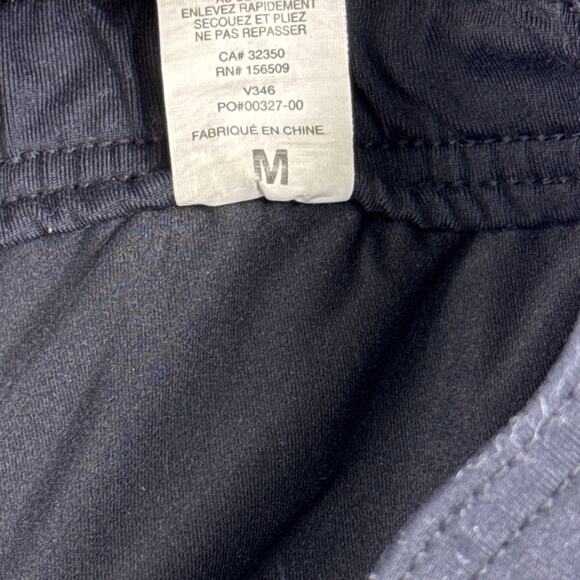 ENLEVEZ RAPIDEMENT
SECOUEZ ET PLIEZ
NE PAS REPASSER
CA# 32350
RN# 156509
V346
PO#00327-00
FABRIQUÉ EN CHINE
M